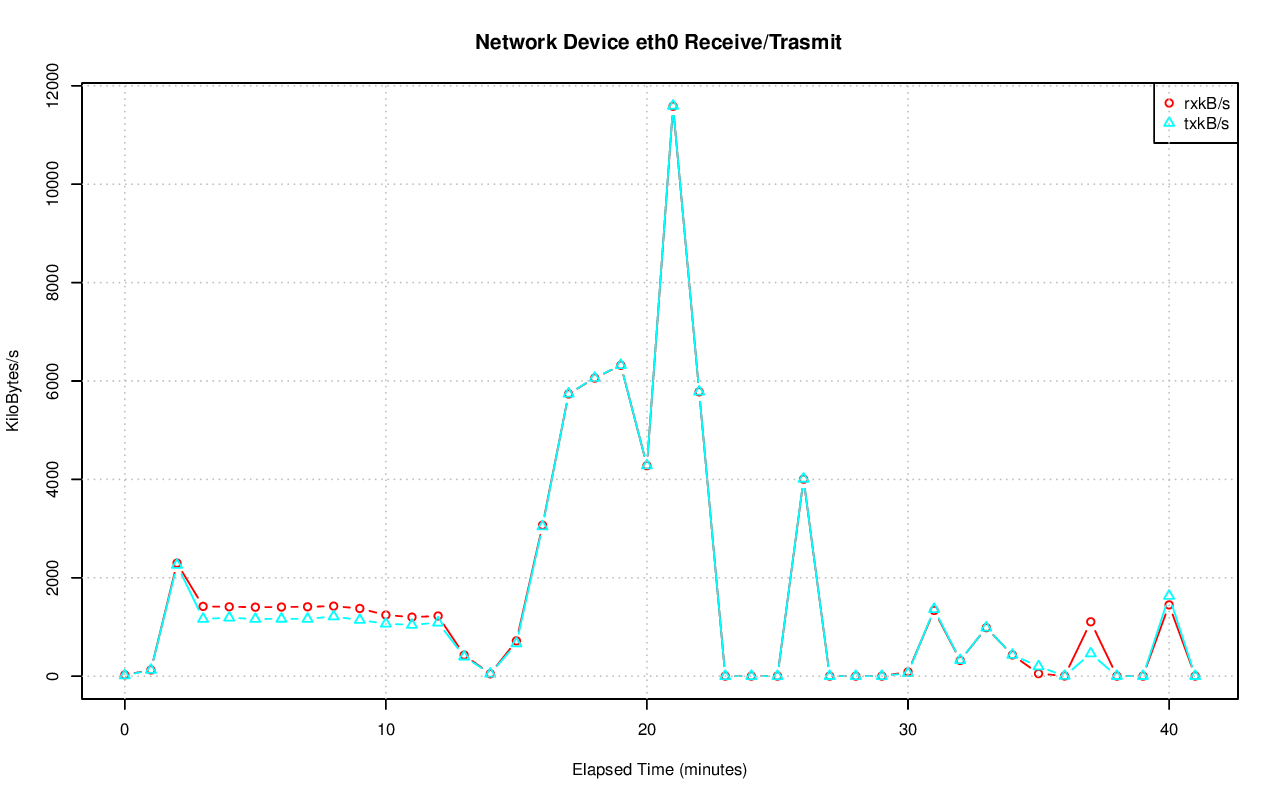 Network Device eth0 Receive/Trasmit
rxkB/s
txkB/s
KiloBytes/s
12000
10000
8000
6000
4000
2000
0
0 10 20 30 40
Elapsed Time (minutes)